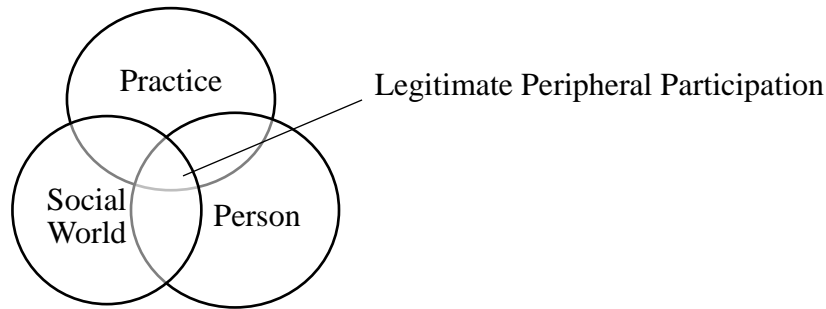 Practice
Legitimate Peripheral Participation
Social
World
Person